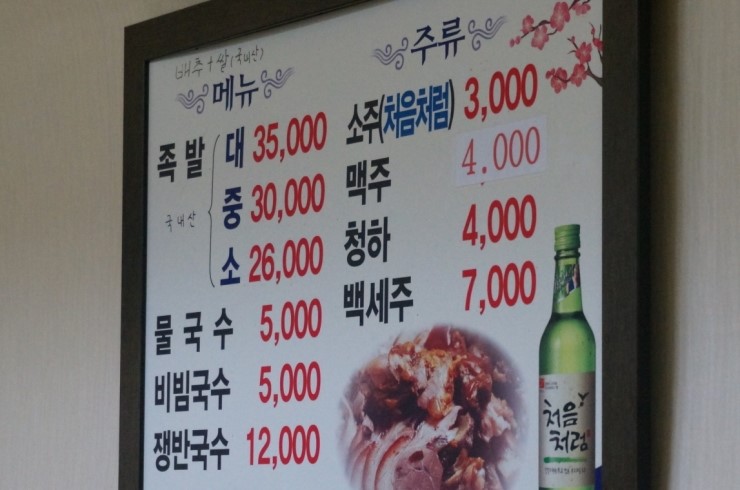 배추+쌀(국내산)
메뉴
족발
국내산
대 35,000
중 30,000
소 26,000
물국수 5,000
비빔국수 5,000
쟁반국수 12,000
주류
소주(처음처럼) 3,000
맥주 4.000
청하 4,000
백세주 7,000
처음
처럼